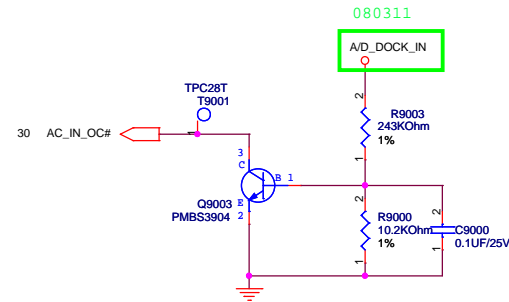 080311
A/D_DOCK_IN
TPC28T
T9001
1
30 AC_IN_OC#
2
R9003
243KOhm
1%
1
3
C
B 1
E
2
Q9003
PMBS3904
2
R9000
10.2KOhm
1%
1
2
C9000
0.1UF/25V
1